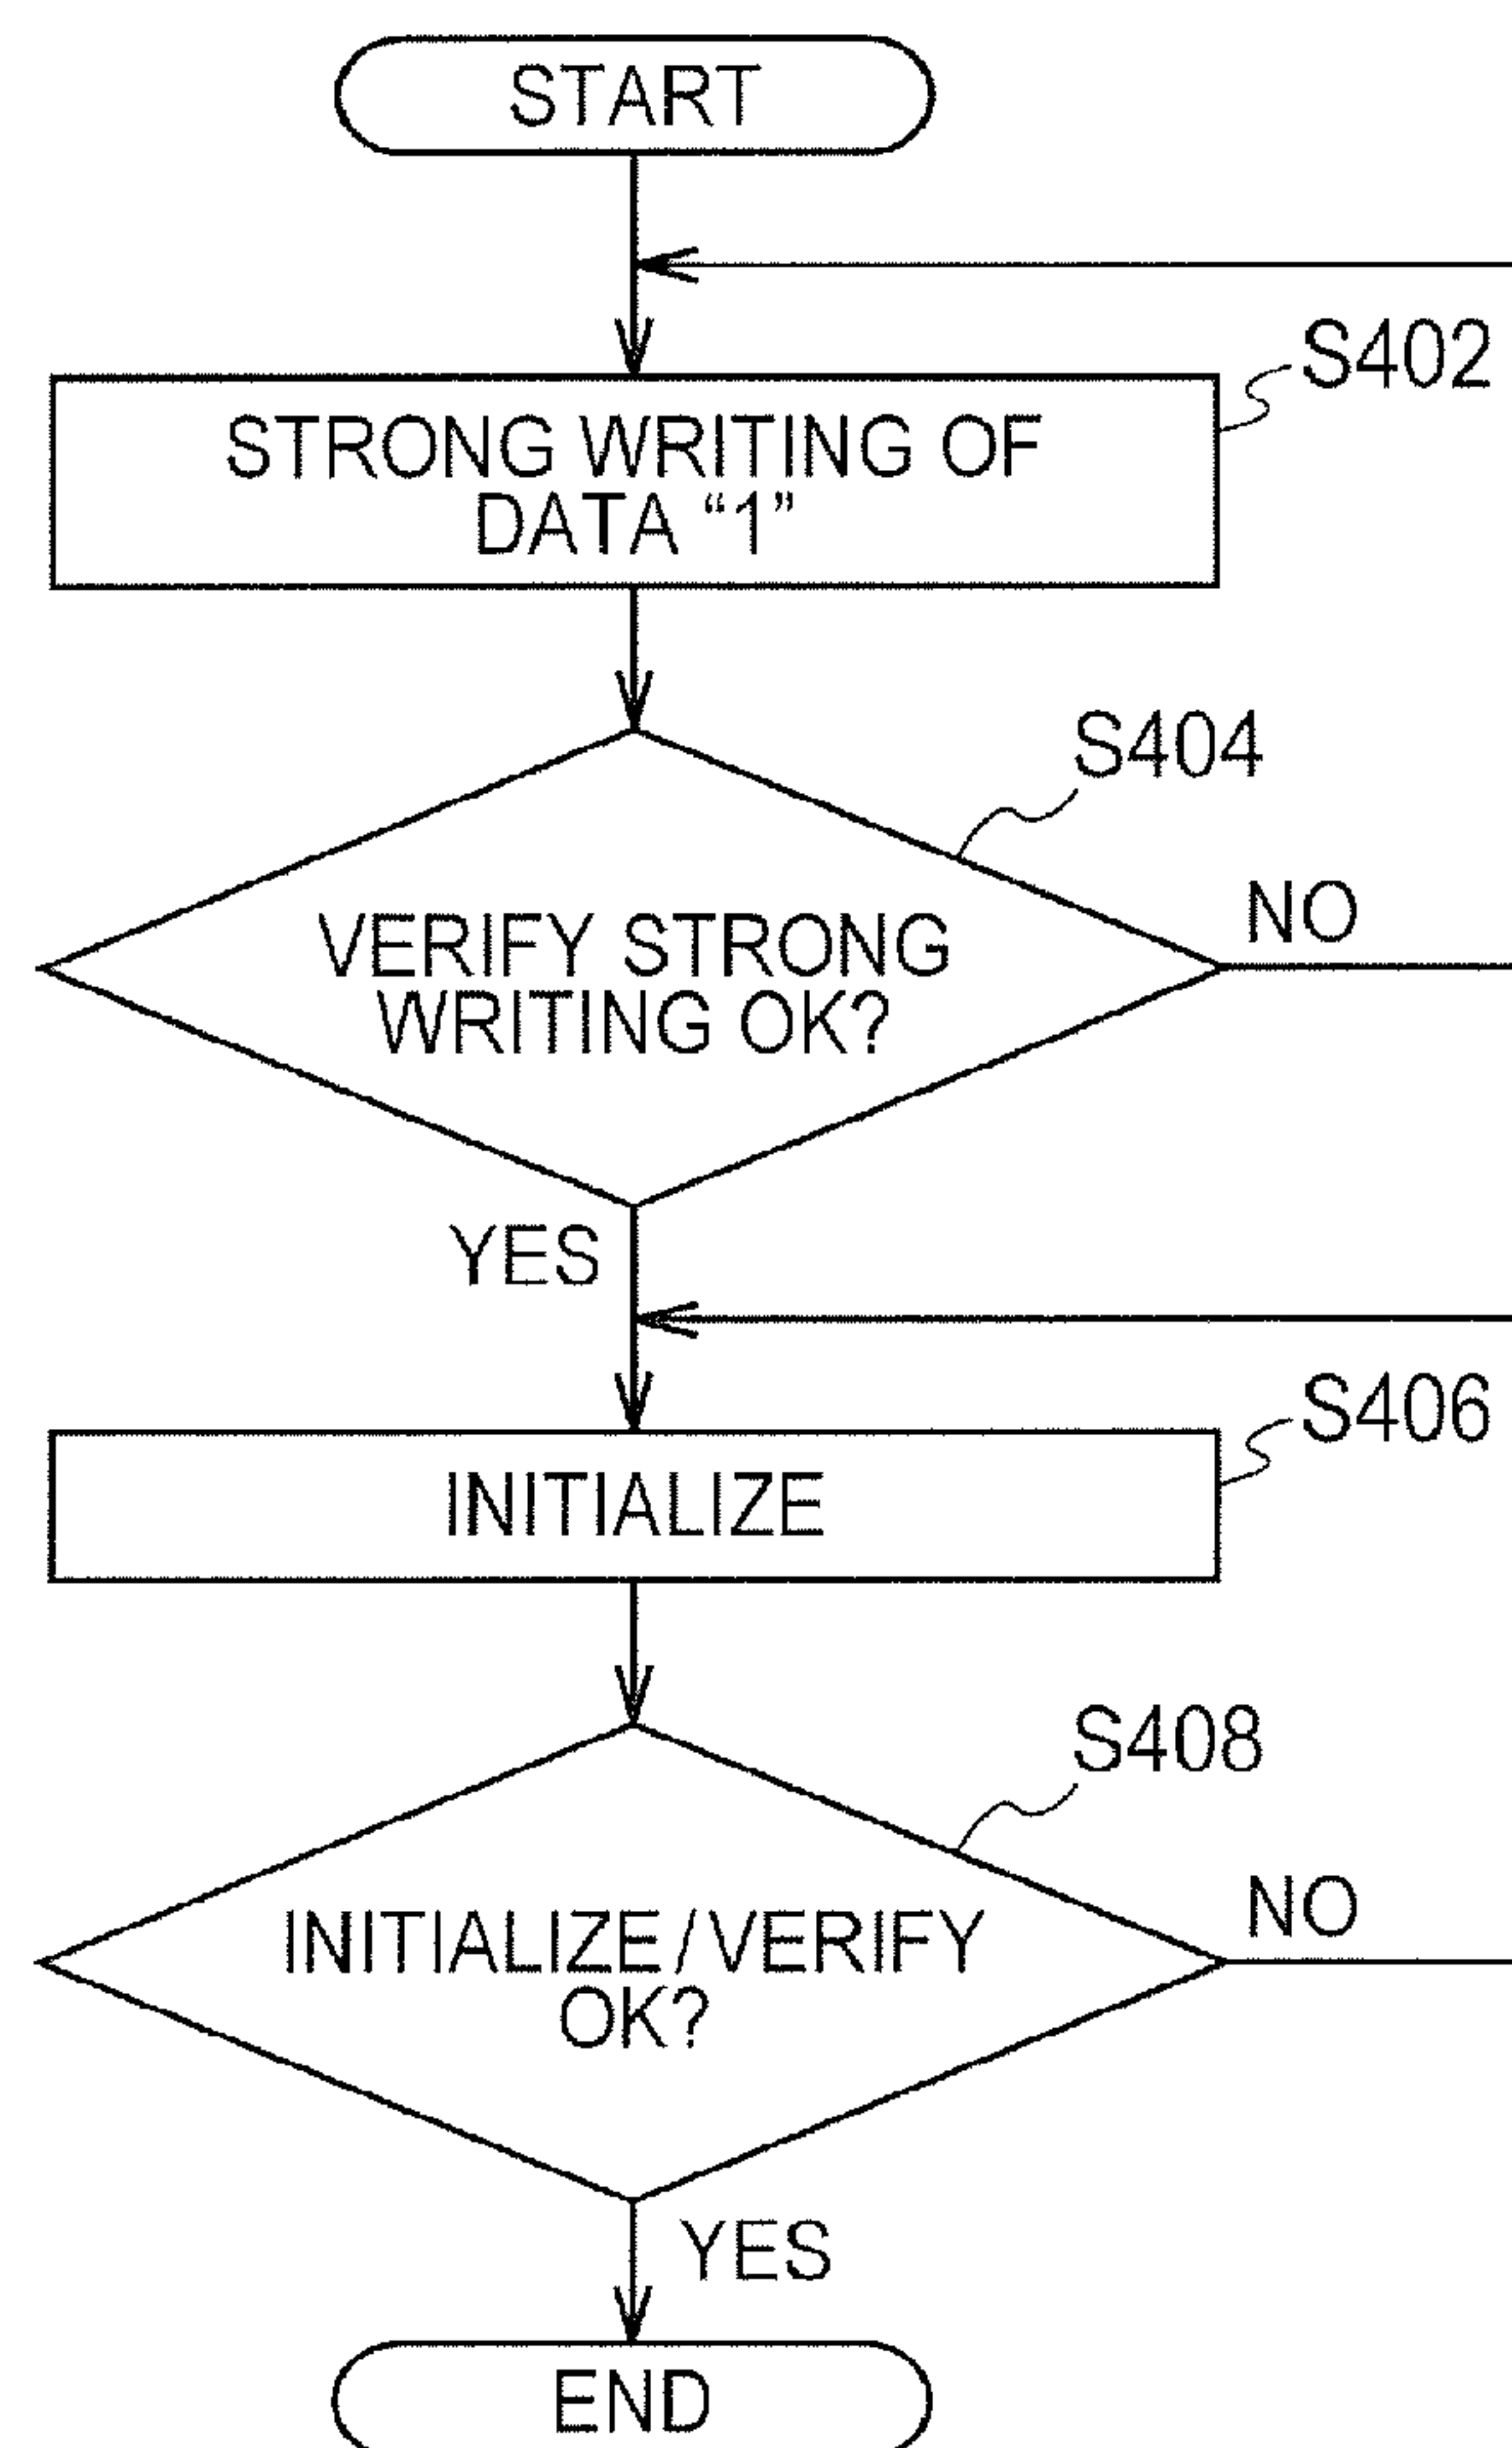 START
S402
STRONG WRITING OF
DATA “1”
S404
NO
VERIFY STRONG
WRITING OK?
YES
S406
INITIALIZE
S408
NO
INITIALIZE/VERIFY
OK?
YES
END